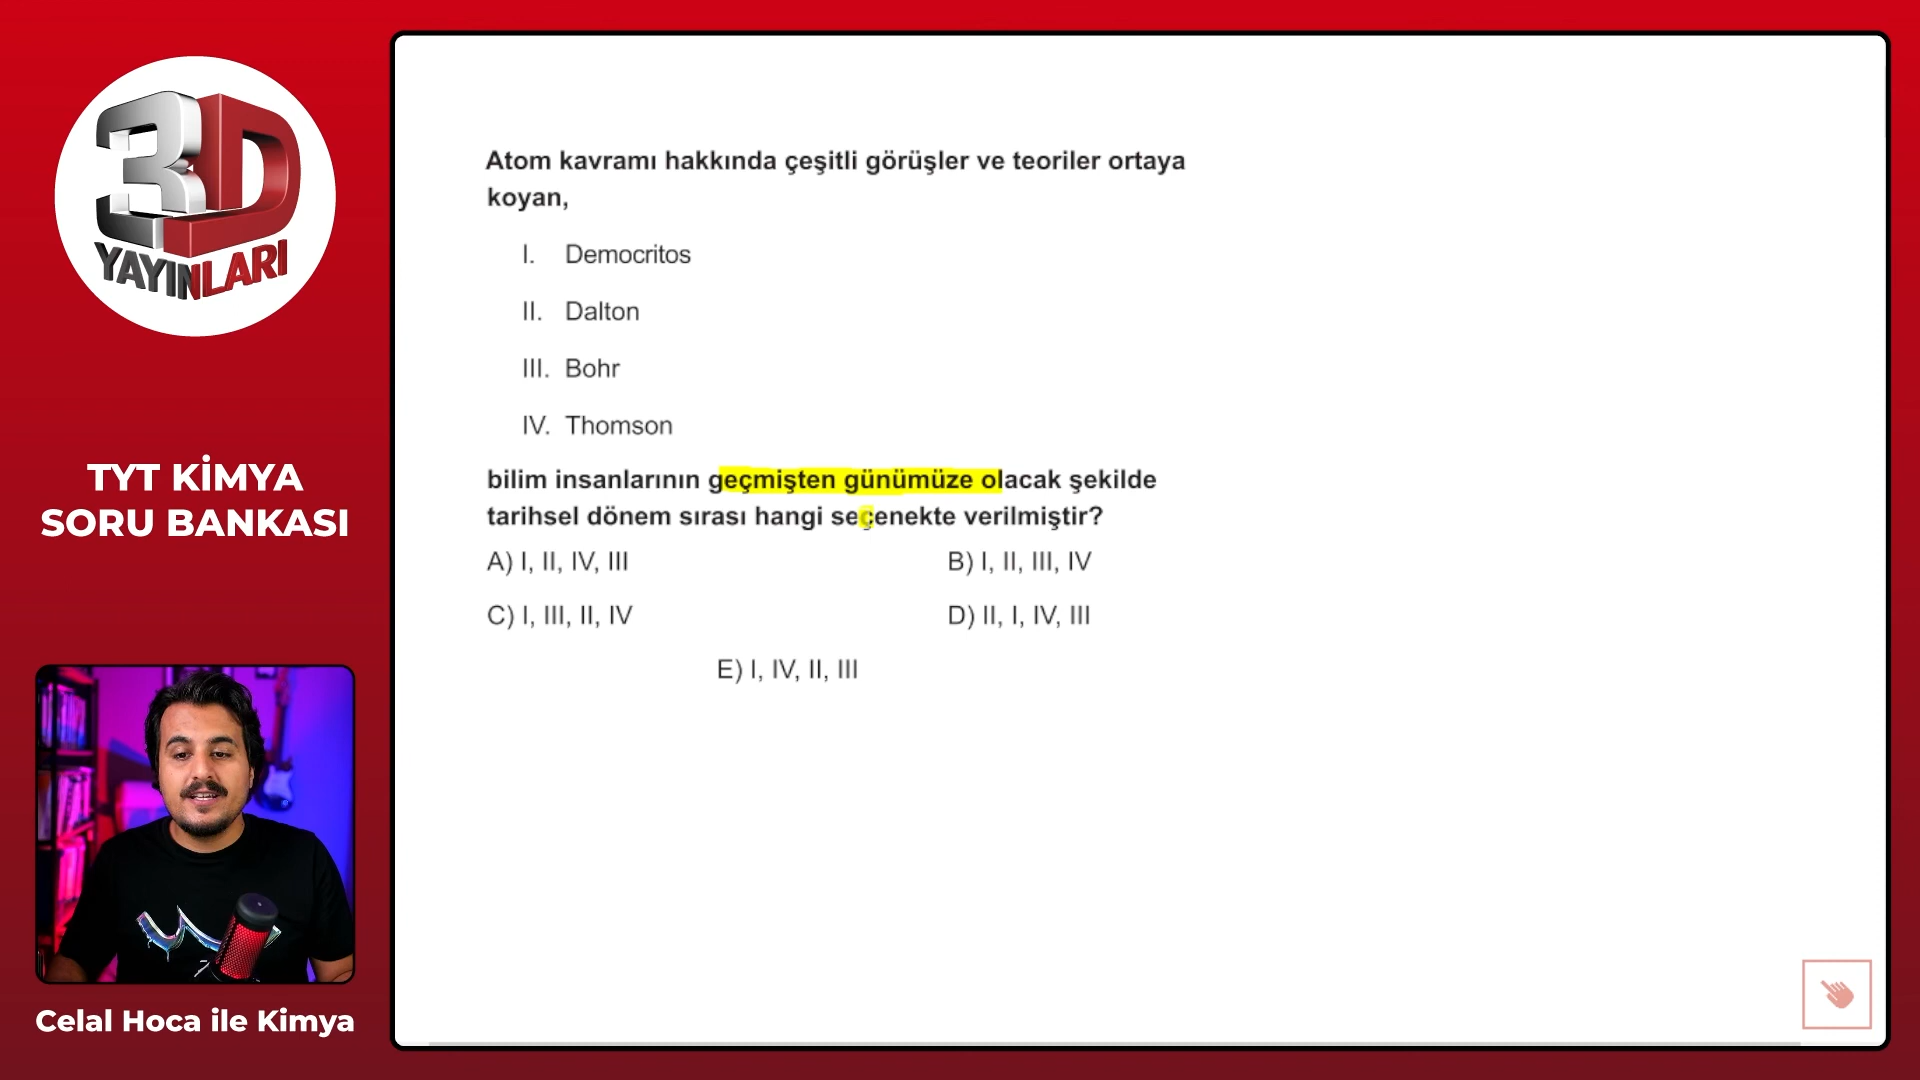 3D
YAYINLARI
TYT KİMYA
SORU BANKASI
Celal Hoca ile Kimya
Atom kavramı hakkında çeşitli görüşler ve teoriler ortaya
koyan,
I. Democritos
II. Dalton
III. Bohr
IV. Thomson
bilim insanlarının geçmişten günümüze olacak şekilde
tarihsel dönem sırası hangi seçenekte verilmiştir?
A) I, II, IV, III
B) I, II, III, IV
C) I, III, II, IV
D) II, I, IV, III
E) I, IV, II, III